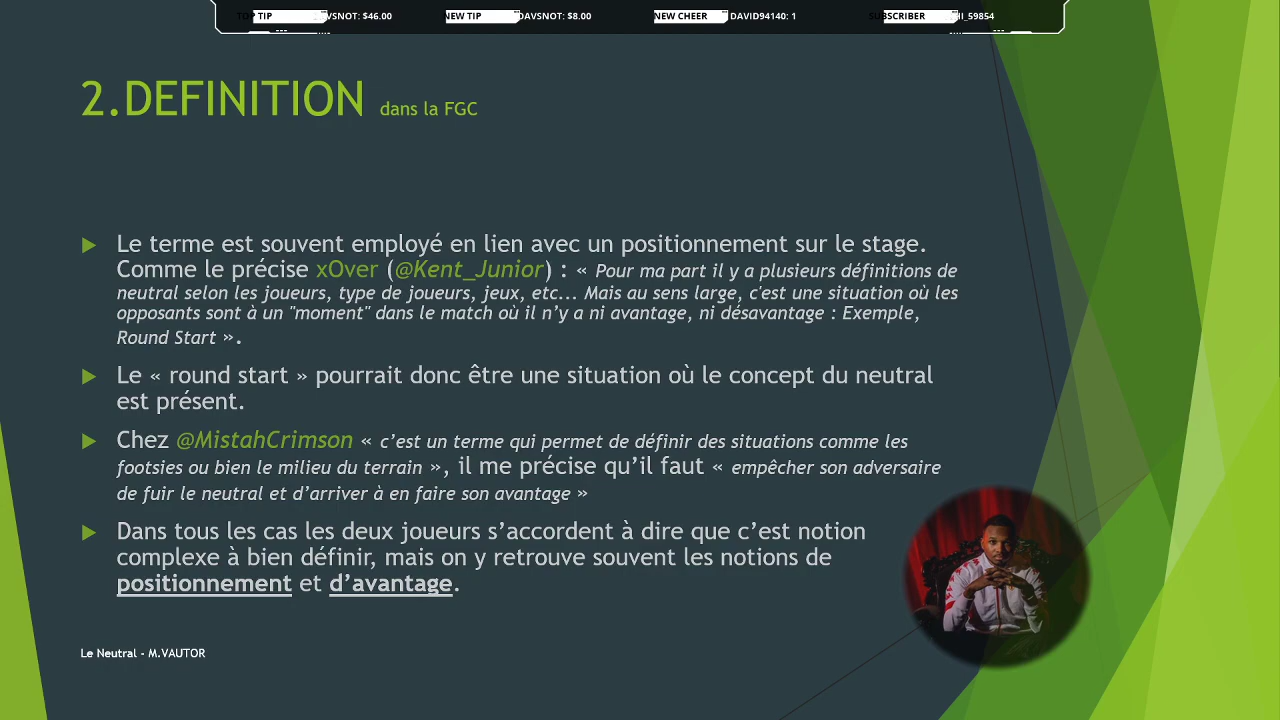 TOP TIP DAVSNOT: $46.00 NEW TIP DAVSNOT: $8.00 NEW CHEER DAVID94140: 1 SUBSCRIBER _59854
2.DEFINITION dans la FGC
Le terme est souvent employé en lien avec un positionnement sur le stage.
Comme le précise xOver (@Kent_Junior) : « Pour ma part il y a plusieurs définitions de
neutral selon les joueurs, type de joueurs, jeux, etc... Mais au sens large, c'est une situation où les
opposants sont à un "moment" dans le match où il n’y a ni avantage, ni désavantage : Exemple,
Round Start ».
Le « round start » pourrait donc être une situation où le concept du neutral
est présent.
Chez @MistahCrimson « c’est un terme qui permet de définir des situations comme les
footsies ou bien le milieu du terrain », il me précise qu’il faut « empêcher son adversaire
de fuir le neutral et d’arriver à en faire son avantage »
Dans tous les cas les deux joueurs s’accordent à dire que c’est notion
complexe à bien définir, mais on y retrouve souvent les notions de
positionnement et d’avantage.
Le Neutral - M.VAUTOR